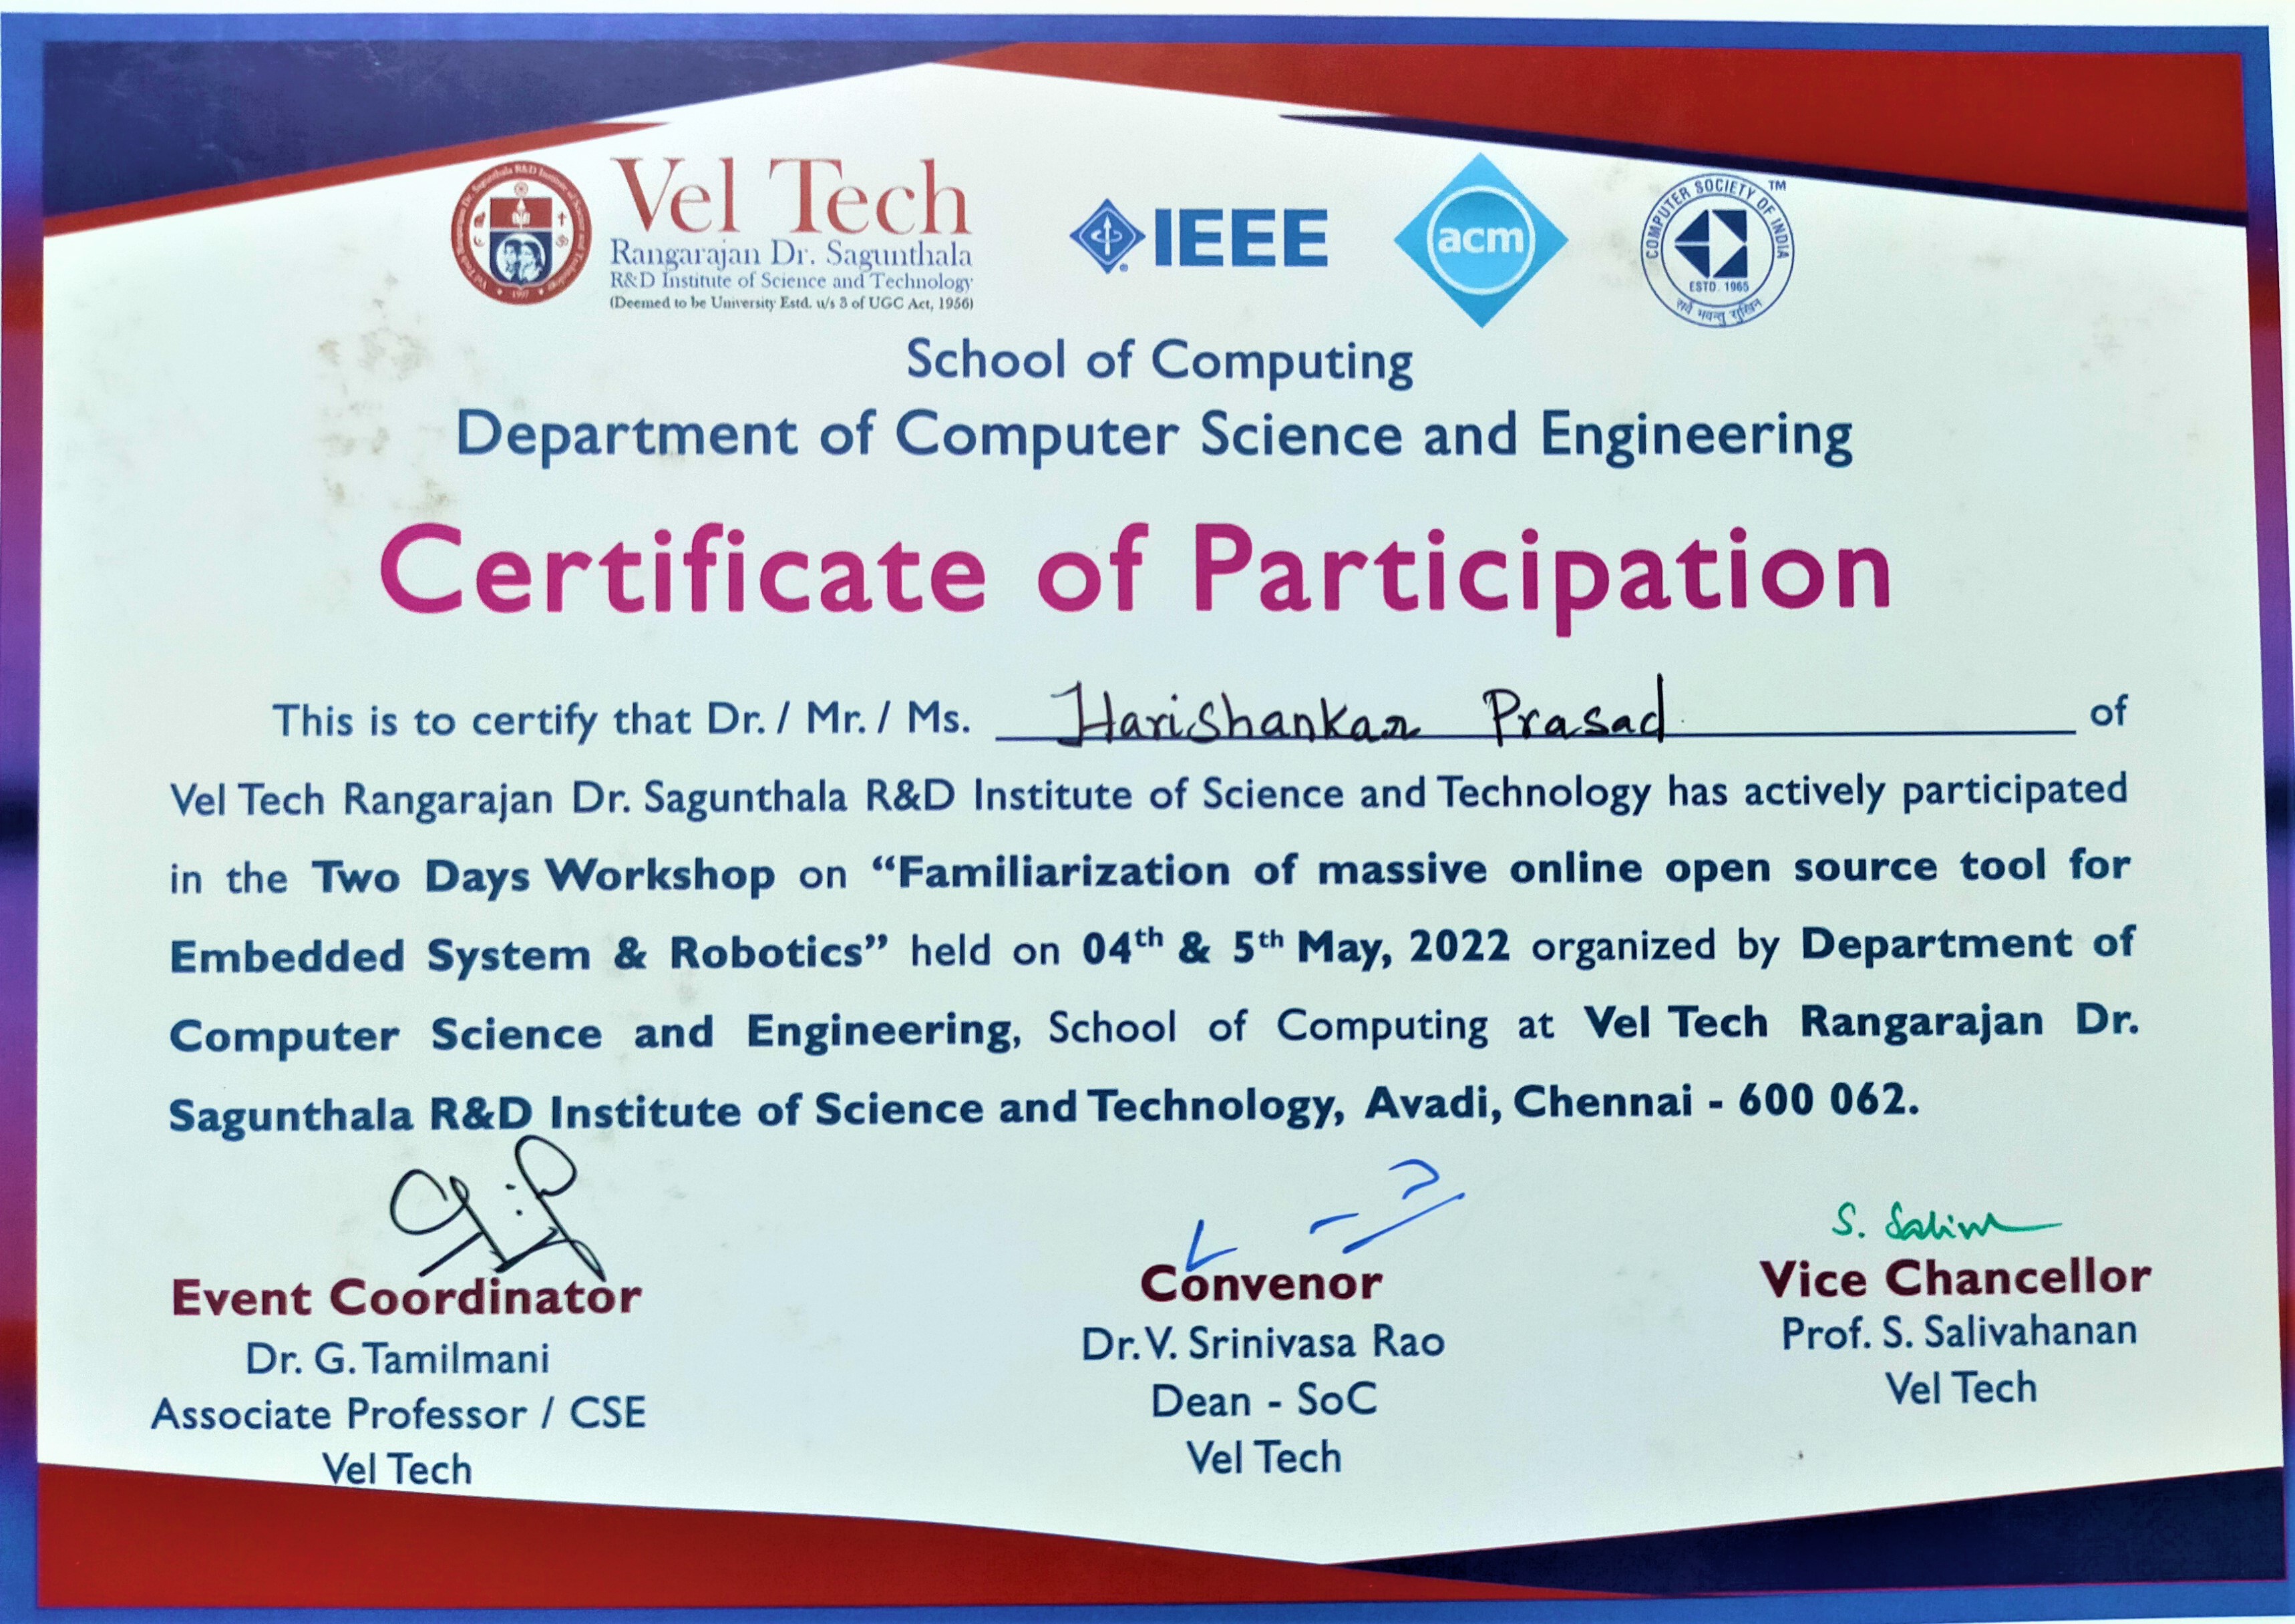 Vel Tech
Rangarajan Dr. Sagunthala
R&D Institute of Science and Technology
(Deemed to be University Estd. u/s 3 of UGC Act, 1956)
IEEE
acm
COMPUTER SOCIETY OF INDIA
TM
ESTD. 1965
सर्वे भवन्तु सुखिन
School of Computing
Department of Computer Science and Engineering
Certificate of Participation
This is to certify that Dr. / Mr. / Ms. Harishankar Prasad of
Vel Tech Rangarajan Dr. Sagunthala R&D Institute of Science and Technology has actively participated
in the Two Days Workshop on “Familiarization of massive online open source tool for
Embedded System & Robotics” held on 04th & 5th May, 2022 organized by Department of
Computer Science and Engineering, School of Computing at Vel Tech Rangarajan Dr.
Sagunthala R&D Institute of Science and Technology, Avadi, Chennai - 600 062.
Event Coordinator
Dr. G. Tamilmani
Associate Professor / CSE
Vel Tech
Convenor
Dr. V. Srinivasa Rao
Dean - SoC
Vel Tech
S. Salim
Vice Chancellor
Prof. S. Salivahanan
Vel Tech